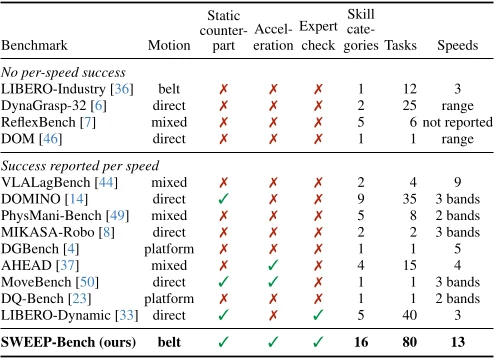 Benchmark Motion Static counter-part Accel-eration Expert check Skill cate-gories Tasks Speeds
No per-speed success
LIBERO-Industry [36] belt ✗ ✗ ✗ 1 12 3
DynaGrasp-32 [6] direct ✗ ✗ ✗ 2 25 range
ReflexBench [7] mixed ✗ ✗ ✗ 5 6 not reported
DOM [46] direct ✗ ✗ ✗ 1 1 range
Success reported per speed
VLALagBench [44] mixed ✗ ✗ ✗ 2 4 9
DOMINO [14] direct ✓ ✗ ✗ 9 35 3 bands
PhysMani-Bench [49] mixed ✗ ✗ ✗ 5 8 2 bands
MIKASA-Robo [8] direct ✗ ✗ ✗ 2 2 3 bands
DGBench [4] platform ✗ ✗ ✗ 1 1 5
AHEAD [37] mixed ✗ ✓ ✗ 4 15 4
MoveBench [50] direct ✓ ✓ ✗ 1 1 3 bands
DQ-Bench [23] platform ✗ ✗ ✗ 1 1 2 bands
LIBERO-Dynamic [33] direct ✓ ✗ ✓ 5 40 3
SWEEP-Bench (ours) belt ✓ ✓ ✓ 16 80 13